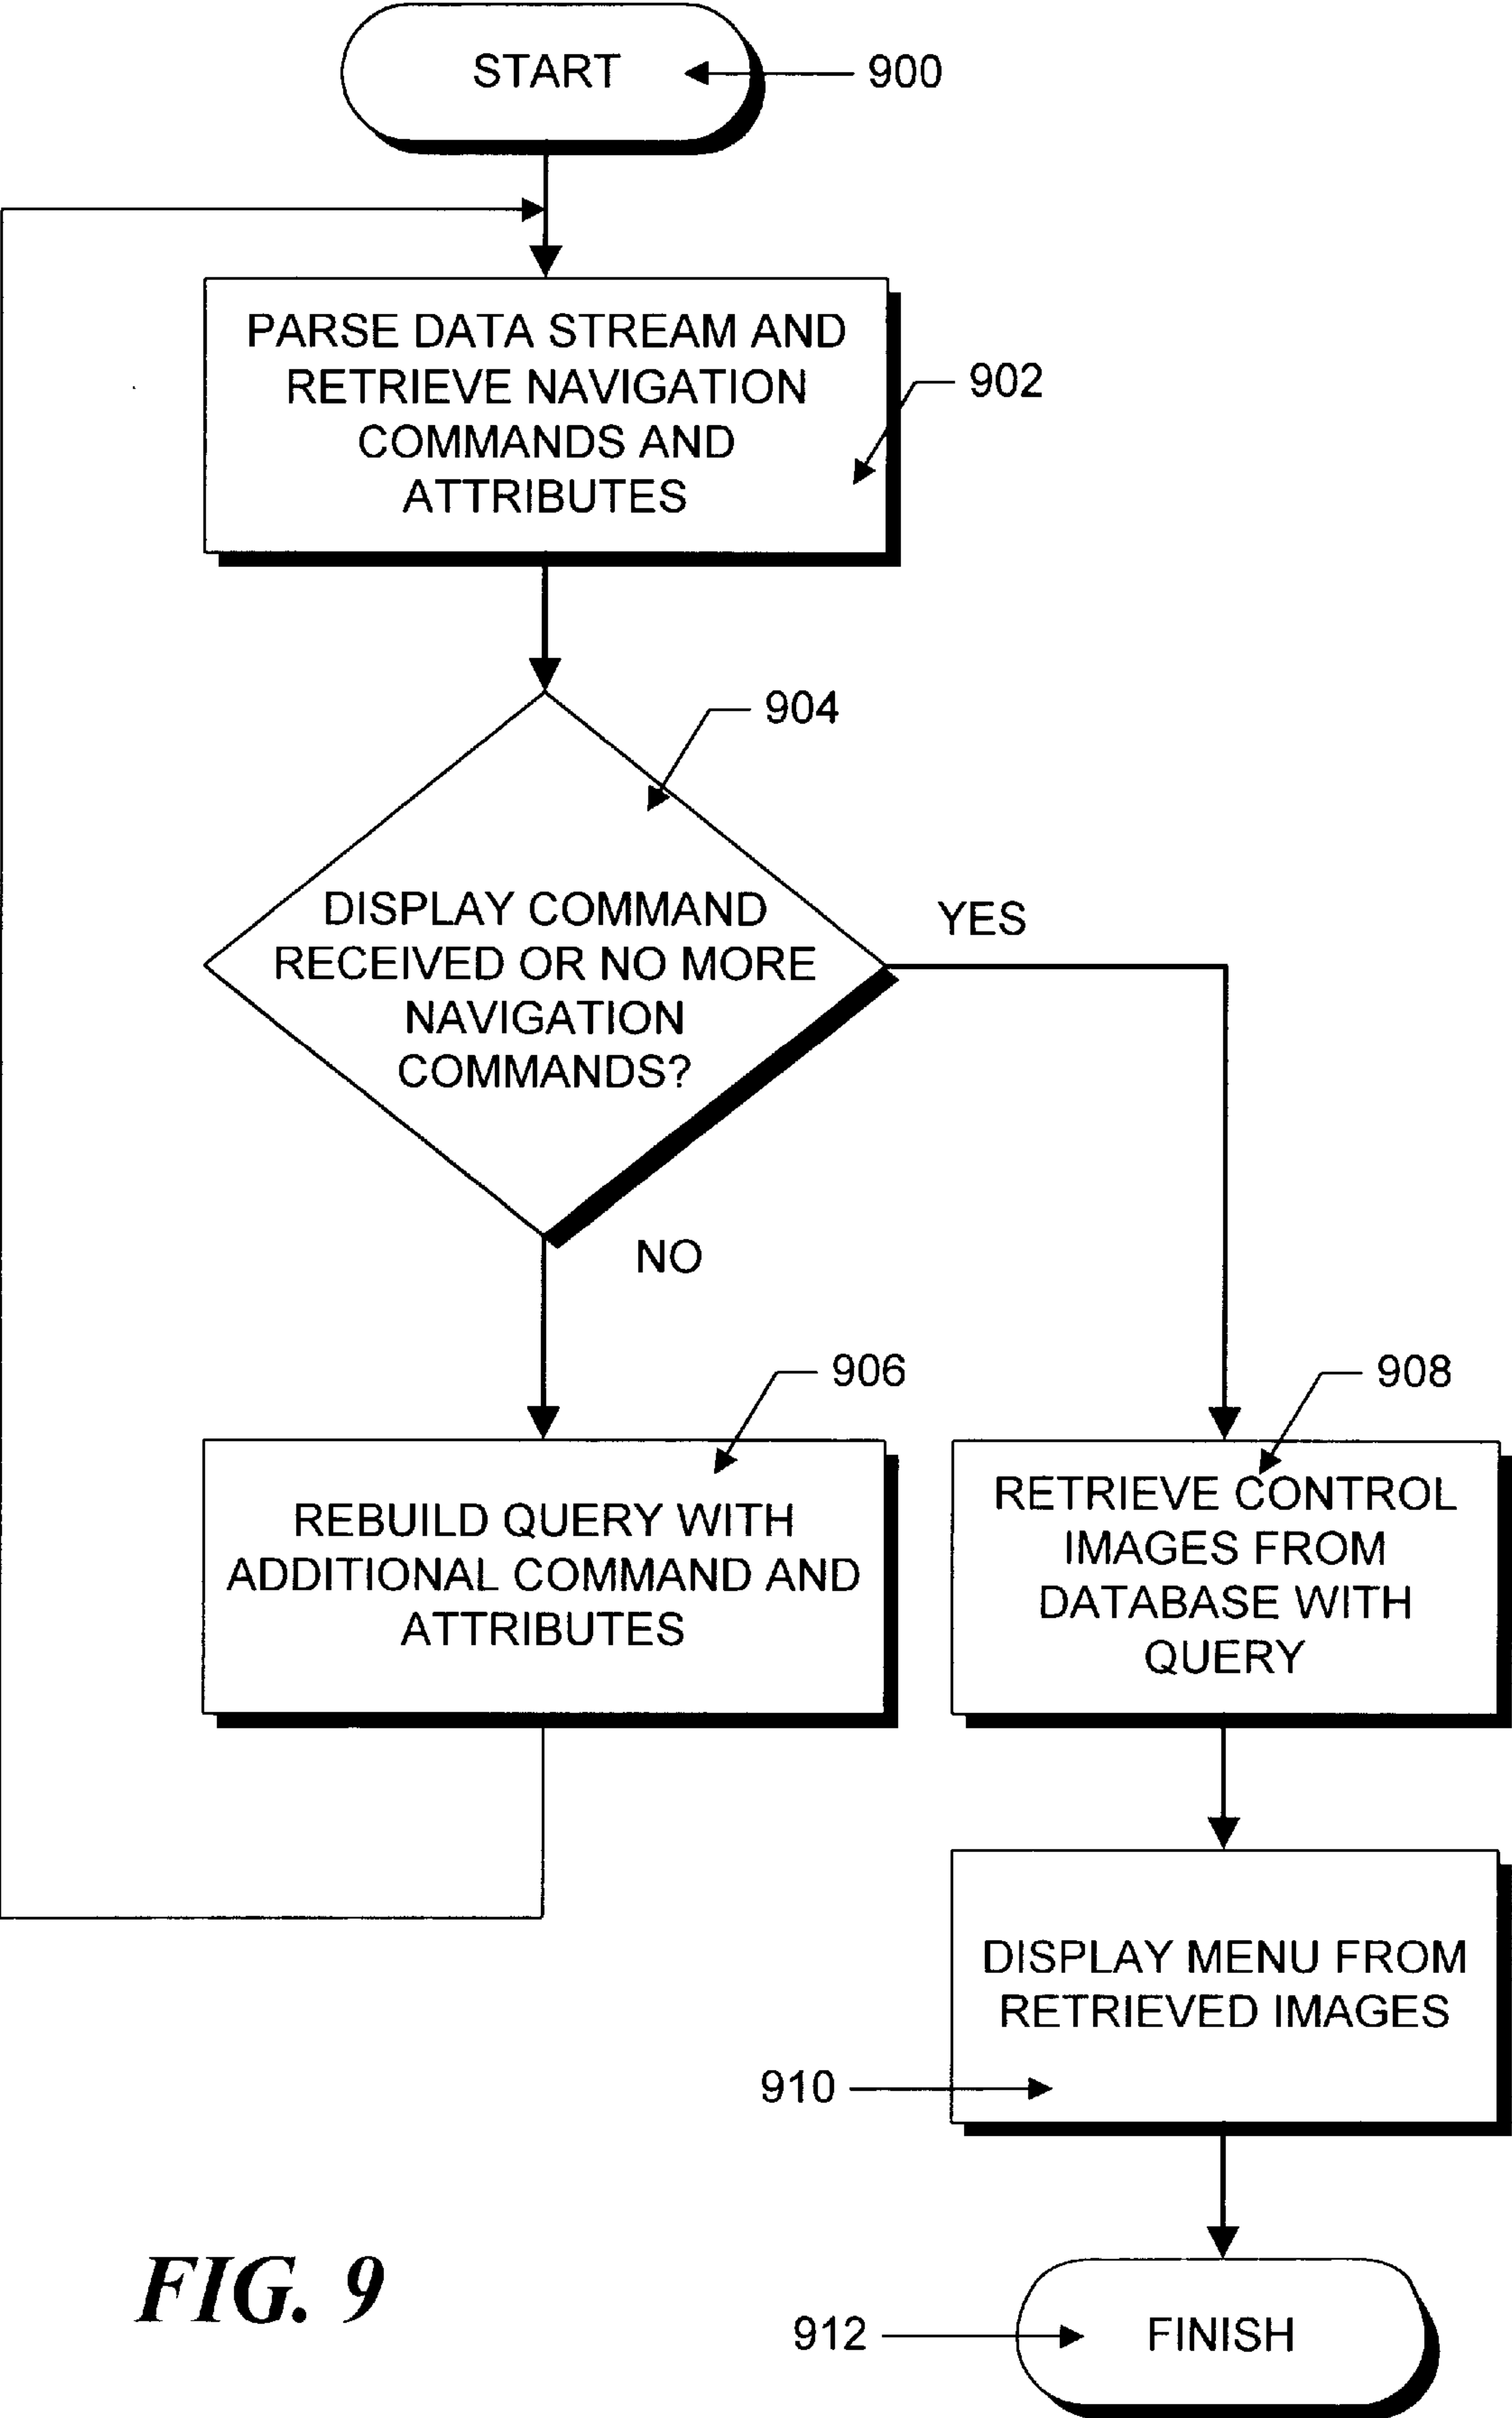 START
900
PARSE DATA STREAM AND
RETRIEVE NAVIGATION
COMMANDS AND
ATTRIBUTES
902
904
DISPLAY COMMAND
RECEIVED OR NO MORE
NAVIGATION
COMMANDS?
YES
NO
906
REBUILD QUERY WITH
ADDITIONAL COMMAND AND
ATTRIBUTES
908
RETRIEVE CONTROL
IMAGES FROM
DATABASE WITH
QUERY
DISPLAY MENU FROM
RETRIEVED IMAGES
910
FIG. 9
912
FINISH